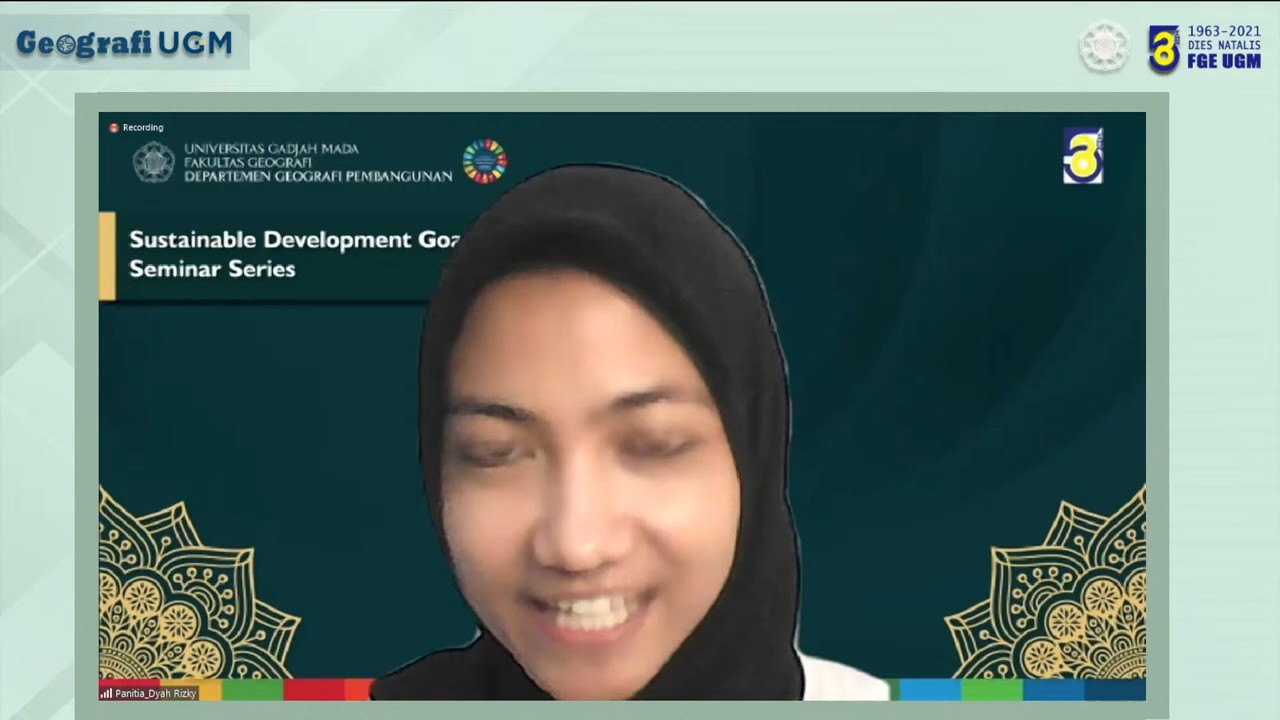 Geografi UGM
1963-2021
DIES NATALIS
FGE UGM
Recording
UNIVERSITAS GADJAH MADA
FAKULTAS GEOGRAFI
DEPARTEMEN GEOGRAFI PEMBANGUNAN
Sustainable Development Goa
Seminar Series
Panitia_Dyah Rizky